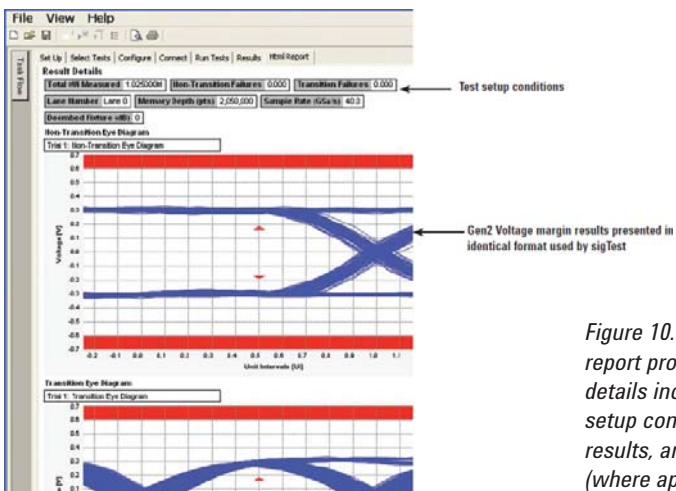 File View Help
Task Flow
Set Up Select Tests Configure Connect Run Tests Results Html Report
Result Details
Total #UI Measured 1.025000M Non-Transition Failures 0.000 Transition Failures 0.000
Test setup conditions
Lane Number Lane 0 Memory Depth (pts) 2,050,000 Sample Rate (GSa/s) 40.0
Deembed Fixture (dB) 0
Non-Transition Eye Diagram
Trial 1: Non-Transition Eye Diagram
0.7
0.6
0.5
0.4
0.3
0.2
0.1
Voltage [V]
-0.1
-0.2
-0.3
-0.4
-0.5
-0.6
-0.7
-0.2 -0.1 0.0 0.1 0.2 0.3 0.4 0.5 0.6 0.7 0.8 0.9 1.0 1.1
Unit Intervals [UI]
Gen2 Voltage margin results presented in
identical format used by sigTest
Figure 10.
report pro
details inc
setup con
results, ar
(where ap
Transition Eye Diagram
Trial 1: Transition Eye Diagram
0.7
0.6
0.5
0.4
0.3
0.2
0.1